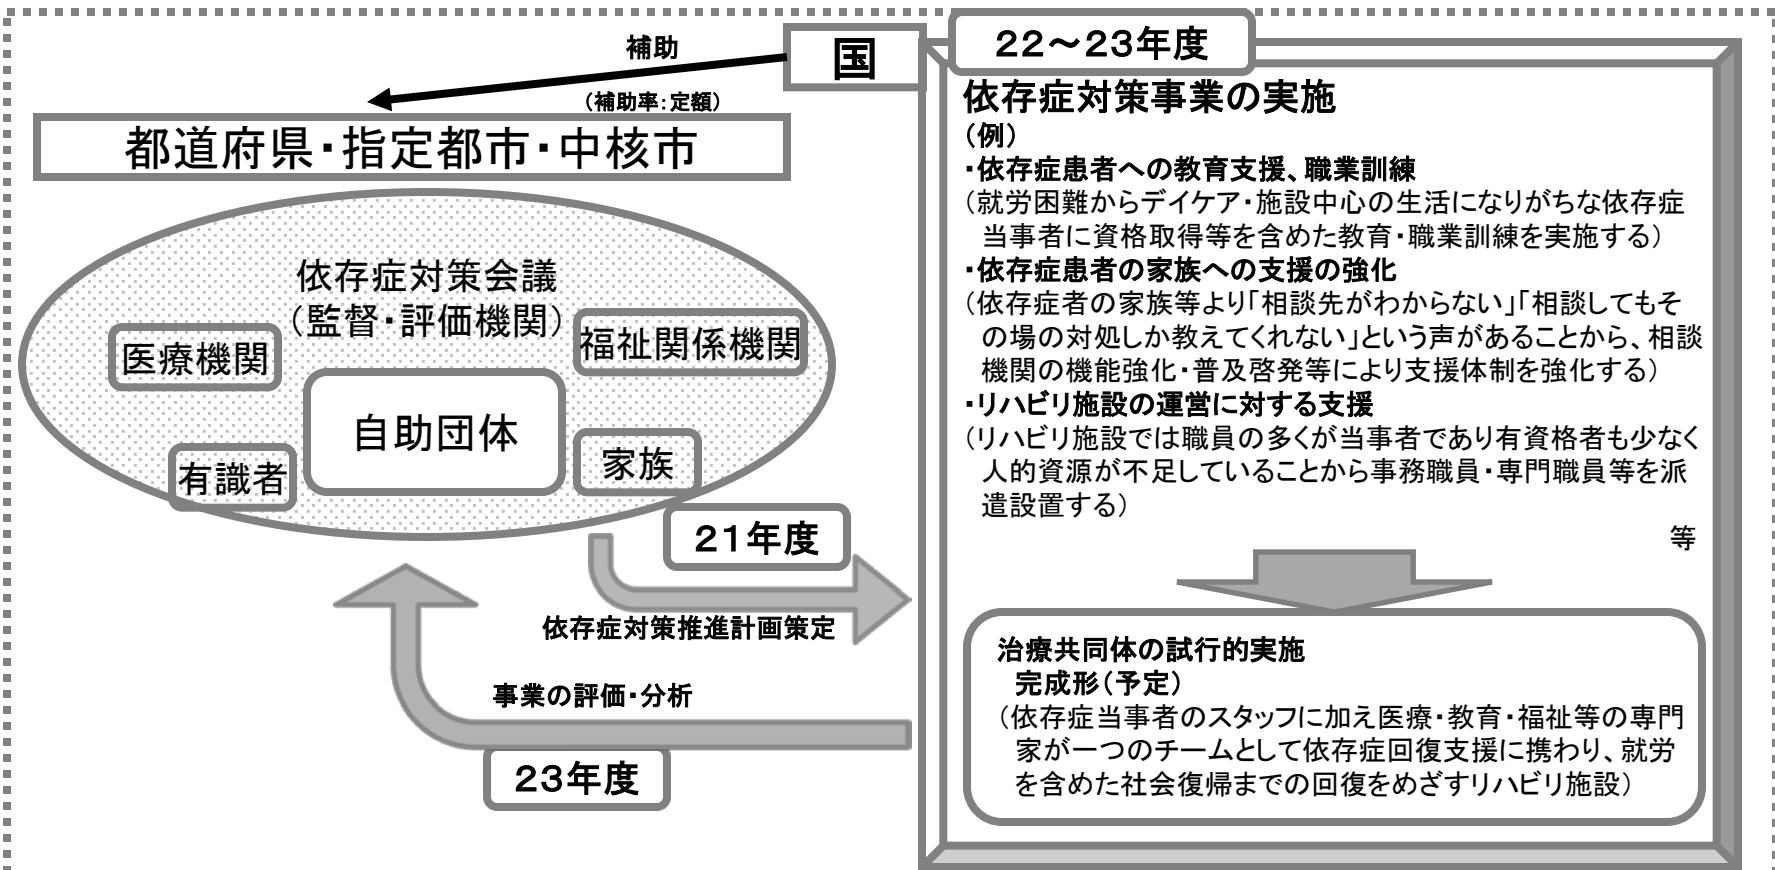 補助
国
(補助率:定額)
都道府県・指定都市・中核市
依存症対策会議
(監督・評価機関)
医療機関
福祉関係機関
自助団体
有識者
家族
21年度
依存症対策推進計画策定
事業の評価・分析
23年度
22～23年度
依存症対策事業の実施
(例)
・依存症患者への教育支援、職業訓練
(就労困難からデイケア・施設中心の生活になりがちな依存症
当事者に資格取得等を含めた教育・職業訓練を実施する)
・依存症患者の家族への支援の強化
(依存症者の家族等より「相談先がわからない」「相談してもそ
の場の対処しか教えてくれない」という声があることから、相談
機関の機能強化・普及啓発等により支援体制を強化する)
・リハビリ施設の運営に対する支援
(リハビリ施設では職員の多くが当事者であり有資格者も少なく
人的資源が不足していることから事務職員・専門職員等を派
遣設置する)
等
治療共同体の試行的実施
完成形(予定)
(依存症当事者のスタッフに加え医療・教育・福祉等の専門
家が一つのチームとして依存症回復支援に携わり、就労
を含めた社会復帰までの回復をめざすリハビリ施設)